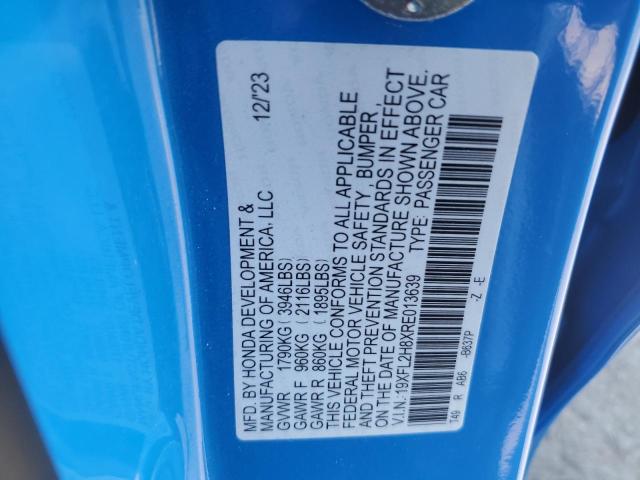 MFD. BY HONDA DEVELOPMENT & 12/'23
MANUFACTURING OF AMERICA, LLC
GVWR 1790KG (3946LBS)
GAWR F 960KG (2116LBS)
GAWR R 860KG (1895LBS)
THIS VEHICLE CONFORMS TO ALL APPLICABLE
FEDERAL MOTOR VEHICLE SAFETY , BUMPER ,
AND THEFT PREVENTION STANDARDS IN EFFECT
ON THE DATE OF MANUFACTURE SHOWN ABOVE.
V.I.N.:19XFL2H8XRE013639 TYPE: PASSENGER CAR
T49 R AB6 -B637P -Z -E